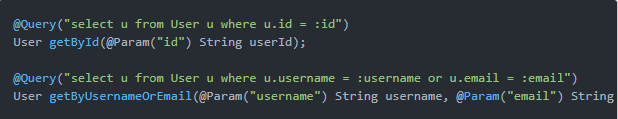 @Query("select u from User u where u.id = :id")
User getById(@Param("id") String userId);
@Query("select u from User u where u.username = :username or u.email = :email")
User getByUsernameOrEmail(@Param("username") String username, @Param("email") String